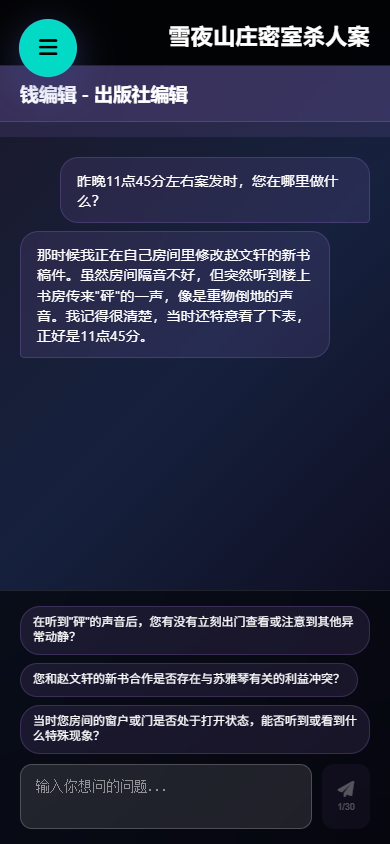 雪夜山庄密室杀人案
钱编辑 - 出版社编辑
昨晚11点45分左右案发时，您在哪里做什
么？
那时候我正在自己房间里修改赵文轩的新书
稿件。虽然房间隔音不好，但突然听到楼上
书房传来"砰"的一声，像是重物倒地的声
音。我记得很清楚，当时还特意看了下表，
正好是11点45分。
在听到"砰"的声音后，您有没有立刻出门查看或注意到其他异
常动静？
您和赵文轩的新书合作是否存在与苏雅琴有关的利益冲突？
当时您房间的窗户或门是否处于打开状态，能否听到或看到什
么特殊现象？
输入你想问的问题...
1/30